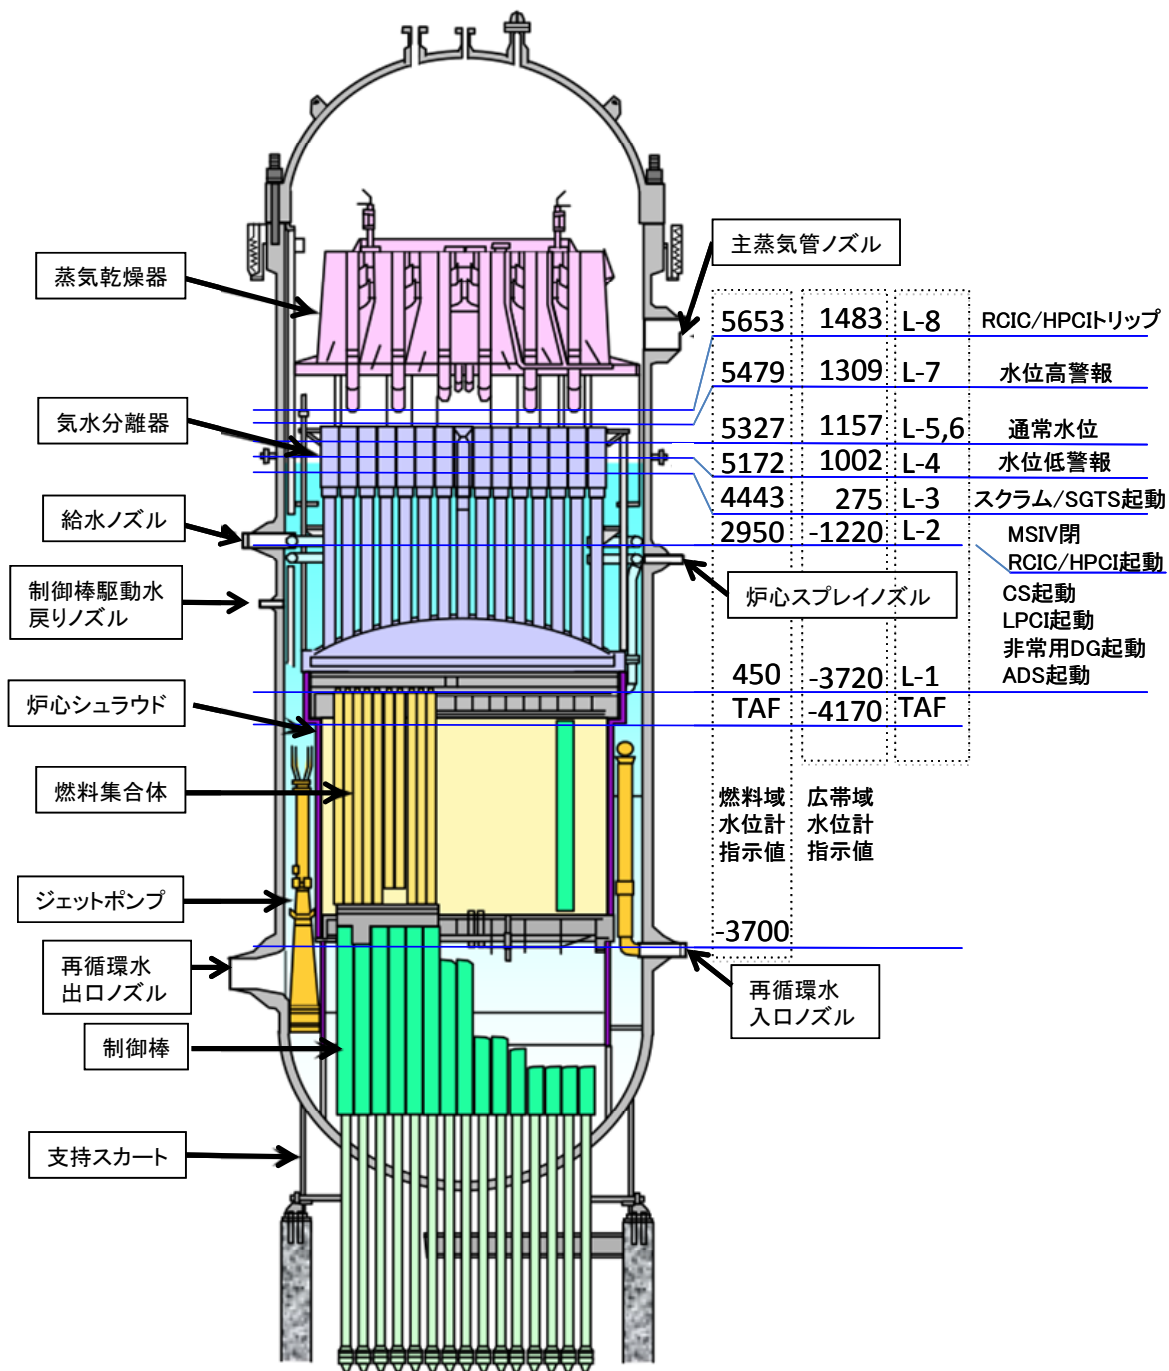 主蒸気管ノズル
蒸気乾燥器
5653 1483 L-8 RCIC/HPCIトリップ
5479 1309 L-7 水位高警報
気水分離器
5327 1157 L-5,6 通常水位
5172 1002 L-4 水位低警報
4443 275 L-3 スクラム/SGTS起動
給水ノズル
2950 -1220 L-2 MSIV閉
RCIC/HPCI起動
制御棒駆動水
戻りノズル
炉心スプレイノズル
CS起動
LPCI起動
非常用DG起動
450 -3720 L-1 ADS起動
炉心シュラウド
TAF -4170 TAF
燃料集合体
燃料域
水位計
指示値
広帯域
水位計
指示値
ジェットポンプ
-3700
再循環水
出口ノズル
再循環水
入口ノズル
制御棒
支持スカート